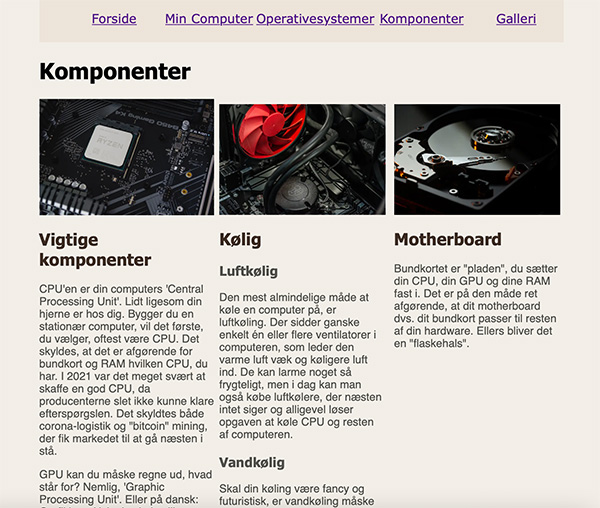 Forside
Min Computer
Operativesystemer
Komponenter
Galleri
Komponenter
RYZEN
Vigtige
komponenter
CPU'en er din computers 'Central
Processing Unit'. Lidt ligesom din
hjerne er hos dig. Bygger du en
stationær computer, vil det første,
du vælger, oftest være CPU. Det
skyldes, at det er afgørende for
bundkort og RAM hvilken CPU, du
har. I 2021 var det meget svært at
skaffe en god CPU, da
producenterne slet ikke kunne klare
efterspørgslen. Det skyldtes både
corona-logistik og "bitcoin" mining,
der fik markedet til at gå næsten i
stå.
GPU kan du måske regne ud, hvad
står for? Nemlig, 'Graphic
Processing Unit'. Eller på dansk:
Kølig
Luftkølig
Den mest almindelige måde at
køle en computer på, er
luftkøling. Der sidder ganske
enkelt én eller flere ventilatorer i
computeren, som leder den
varme luft væk og køligere luft
ind. De kan larme noget så
frygteligt, men i dag kan man
også købe luftkølere, der næsten
intet siger og alligevel løser
opgaven at køle CPU og resten
af computeren.
Vandkølig
Skal din køling være fancy og
futuristisk, er vandkøling måske
Motherboard
Bundkortet er "pladen", du sætter
din CPU, din GPU og dine RAM
fast i. Det er på den måde ret
afgørende, at dit motherboard
dvs. dit bundkort passer til resten
af din hardware. Ellers bliver det
en "flaskehals".